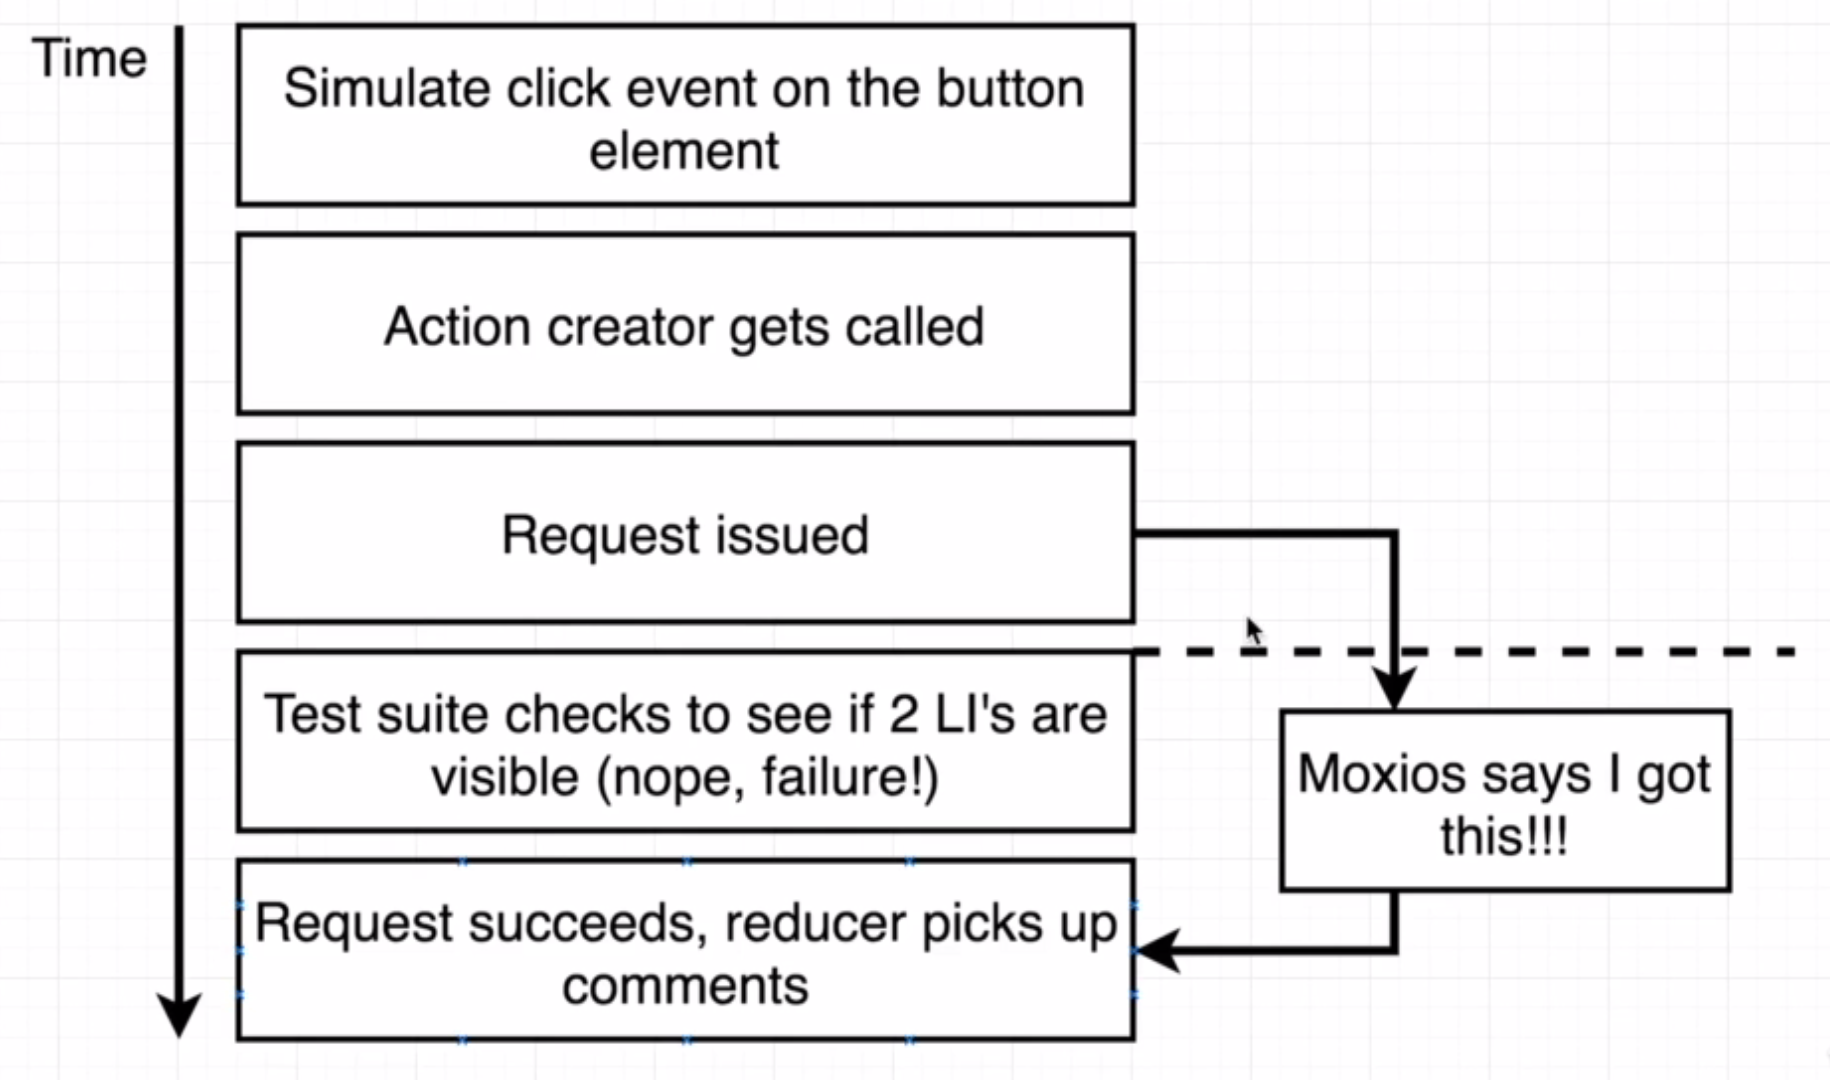 Time
Simulate click event on the button
element
Action creator gets called
Request issued
Test suite checks to see if 2 LI's are
visible (nope, failure!)
Moxios says I got
this!!!
Request succeeds, reducer picks up
comments